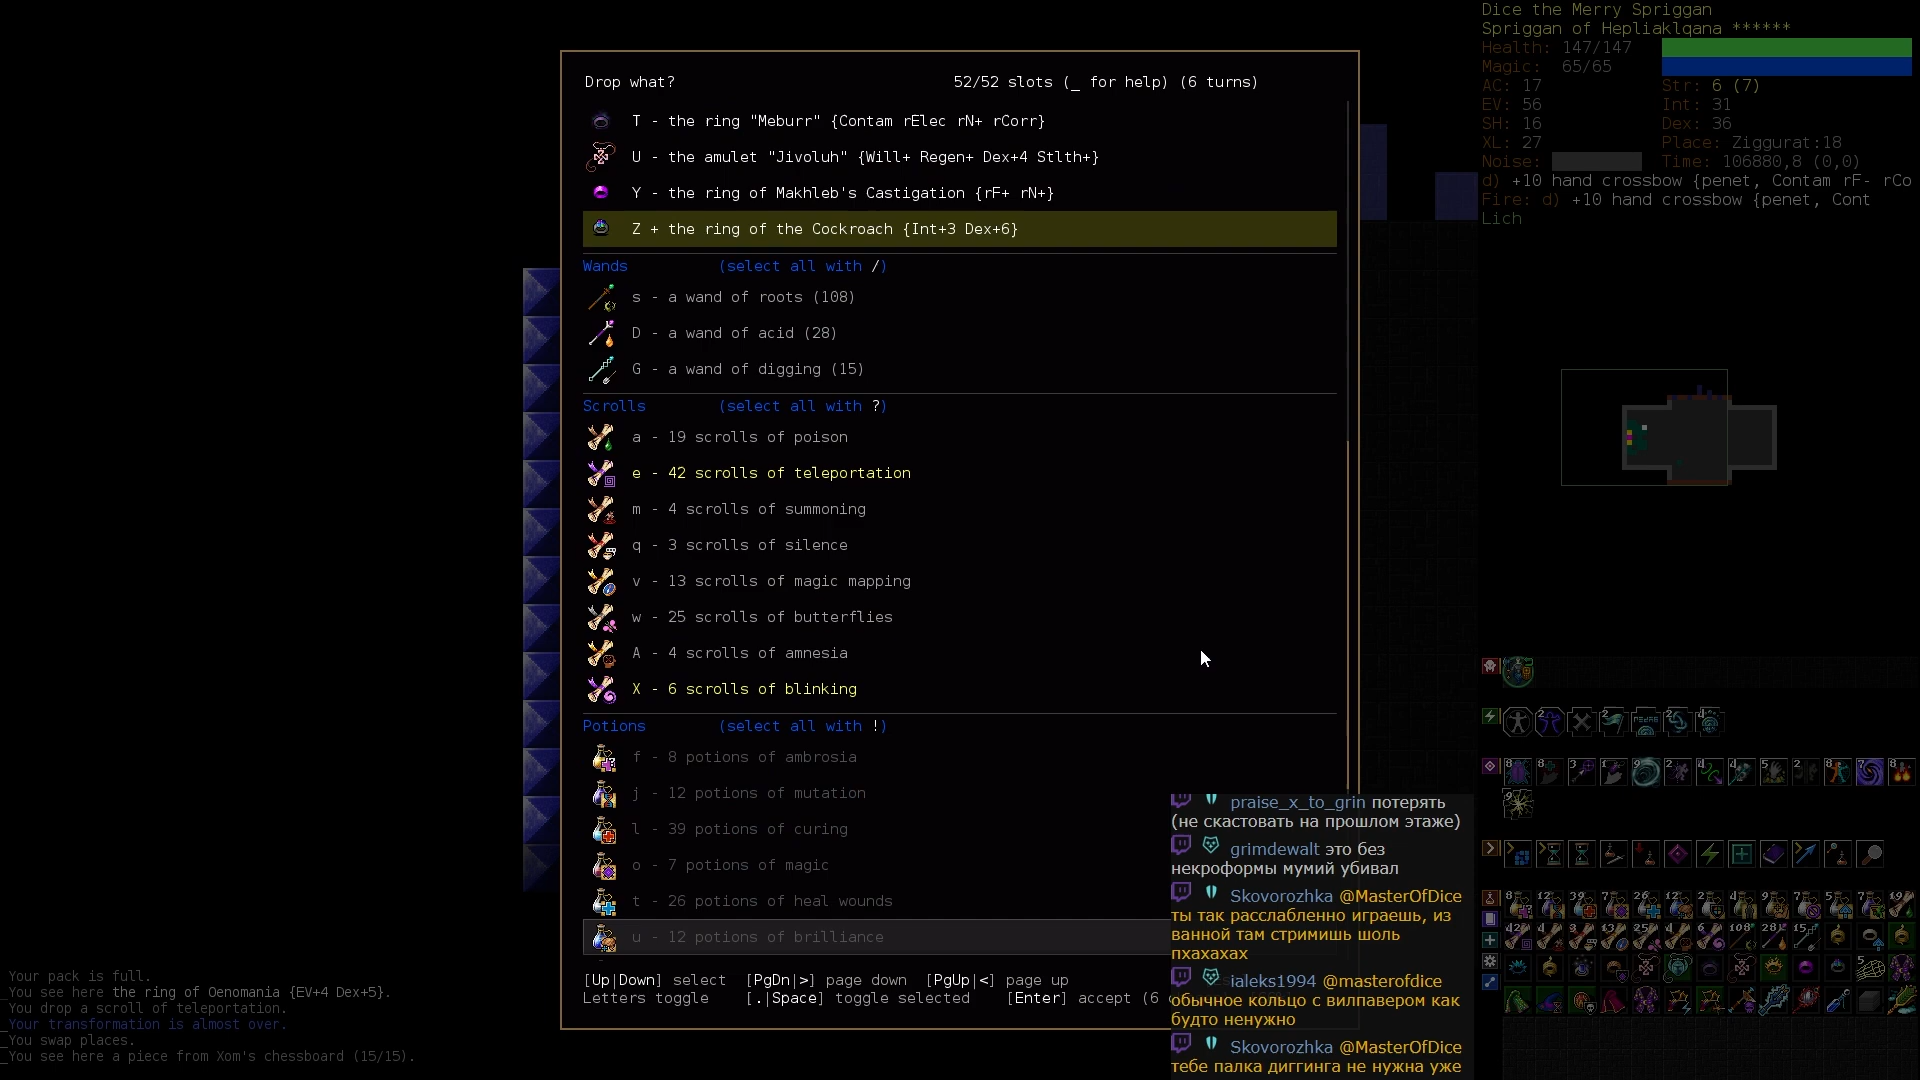 Dice the Merry Spriggan
Spriggan of Hepliaklqana ******
Health: 147/147
Magic: 65/65
AC: 17 Str: 6 (7)
EV: 56 Int: 31
SH: 16 Dex: 36
XL: 27 Place: Ziggurat:18
Noise: Time: 106880,8 (0,0)
d) +10 hand crossbow {penet, Contam rF- rCo
Fire: d) +10 hand crossbow {penet, Cont
Lich
Drop what? 52/52 slots (_ for help) (6 turns)
T - the ring "Meburr" {Contam rElec rN+ rCorr}
U - the amulet "Jivoluh" {Will+ Regen+ Dex+4 Stlth+}
Y - the ring of Makhleb's Castigation {rF+ rN+}
Z + the ring of the Cockroach {Int+3 Dex+6}
Wands (select all with /)
s - a wand of roots (108)
D - a wand of acid (28)
G - a wand of digging (15)
Scrolls (select all with ?)
a - 19 scrolls of poison
e - 42 scrolls of teleportation
m - 4 scrolls of summoning
q - 3 scrolls of silence
v - 13 scrolls of magic mapping
w - 25 scrolls of butterflies
A - 4 scrolls of amnesia
X - 6 scrolls of blinking
Potions (select all with !)
f - 8 potions of ambrosia
j - 12 potions of mutation
l - 39 potions of curing
o - 7 potions of magic
t - 26 potions of heal wounds
u - 12 potions of brilliance
[Up|Down] select [PgDn|>] page down [PgUp|<] page up
Letters toggle [.|Space] toggle selected [Enter] accept (6
praise_x_to_grin потерять
(не скастовать на прошлом этаже)
grimdewalt это без
некроформы мумий убивал
Skovorozhka @MasterOfDice
ты так расслабленно играешь, из
ванной там стримишь шоль
пхахахах
ialeks1994 @masterofdice
обычное кольцо с вилпавером как
будто ненужно
Skovorozhka @MasterOfDice
тебе палка диггинга не нужна уже
Your pack is full.
_You see here the ring of Oenomania {EV+4 Dex+5}.
You drop a scroll of teleportation.
_Your transformation is almost over.
_You swap places.
_You see here a piece from Xom's chessboard (15/15).